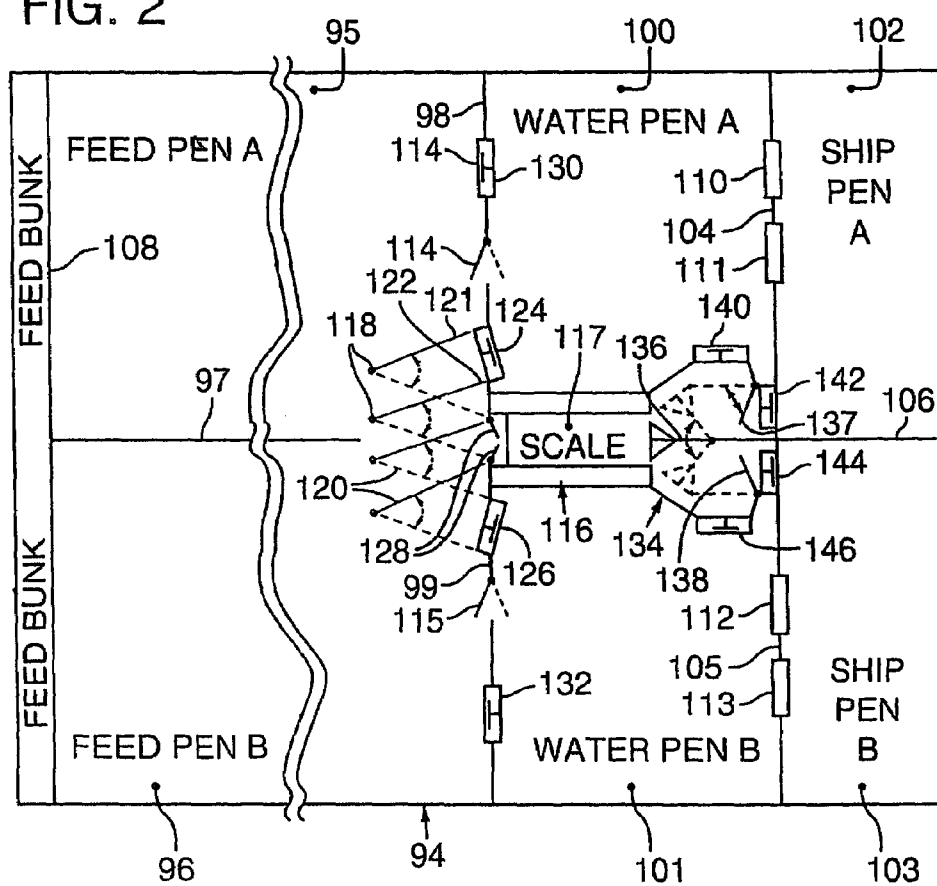 FIG. 2
95
100
102
98
WATER PEN A
FEED PEN A
114
130
SHIP
PEN
A
110
104
111
FEED BUNK
108
114
122
121
124
140
118
117
136
142
97
106
SCALE
137
144
120
116
134
146
128
126
138
99
115
112
105
113
FEED BUNK
132
SHIP
PEN
B
FEED PEN B
WATER PEN B
96
94
101
103